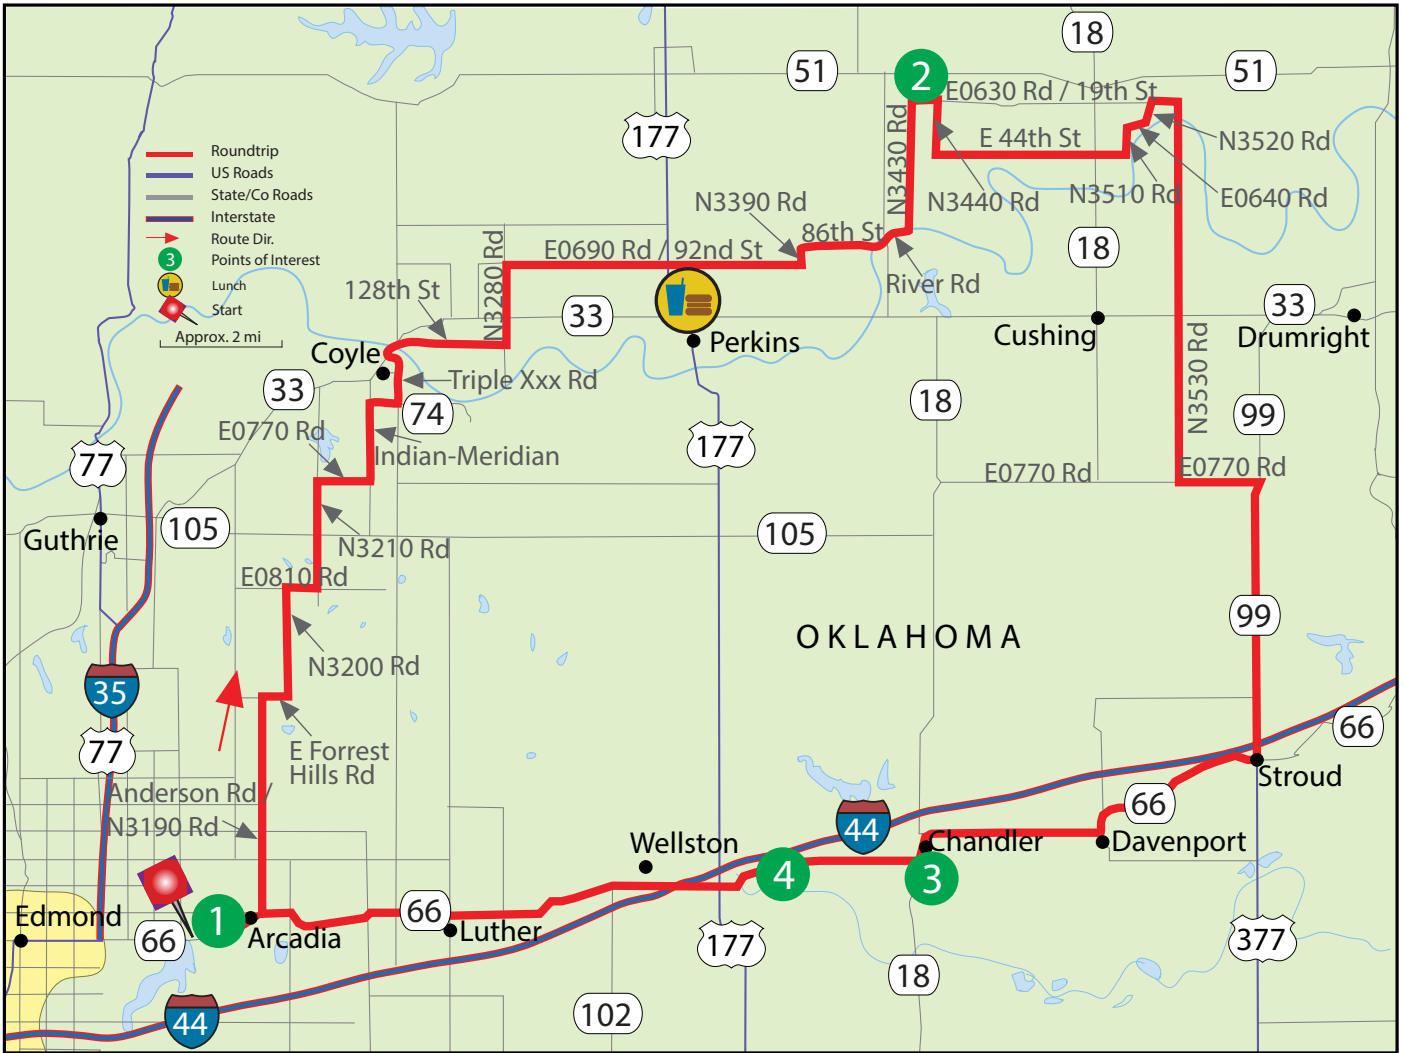 18
51
51
2
E0630 Rd / 19th St
177
N3430 Rd
E 44th St
N3520 Rd
Roundtrip
US Roads
State/Co Roads
Interstate
Route Dir.
3
Points of Interest
Lunch
Start
Approx. 2 mi
N3390 Rd
N3440 Rd
N3510 Rd
E0640 Rd
86th St
E0690 Rd / 92nd St
N3280 Rd
18
River Rd
128th St
33
33
Coyle
Perkins
Cushing
Drumright
33
Triple Xxx Rd
74
18
N3530 Rd
99
E0770 Rd
177
77
Indian-Meridian
E0770 Rd
E0770 Rd
105
105
Guthrie
N3210 Rd
E0810 Rd
99
OKLAHOMA
N3200 Rd
35
77
E Forrest
Hills Rd
66
Stroud
Anderson Rd /
N3190 Rd
66
44
Wellston
Chandler
Davenport
4
3
Edmond
1
66
66
Arcadia
Luther
177
377
18
44
102